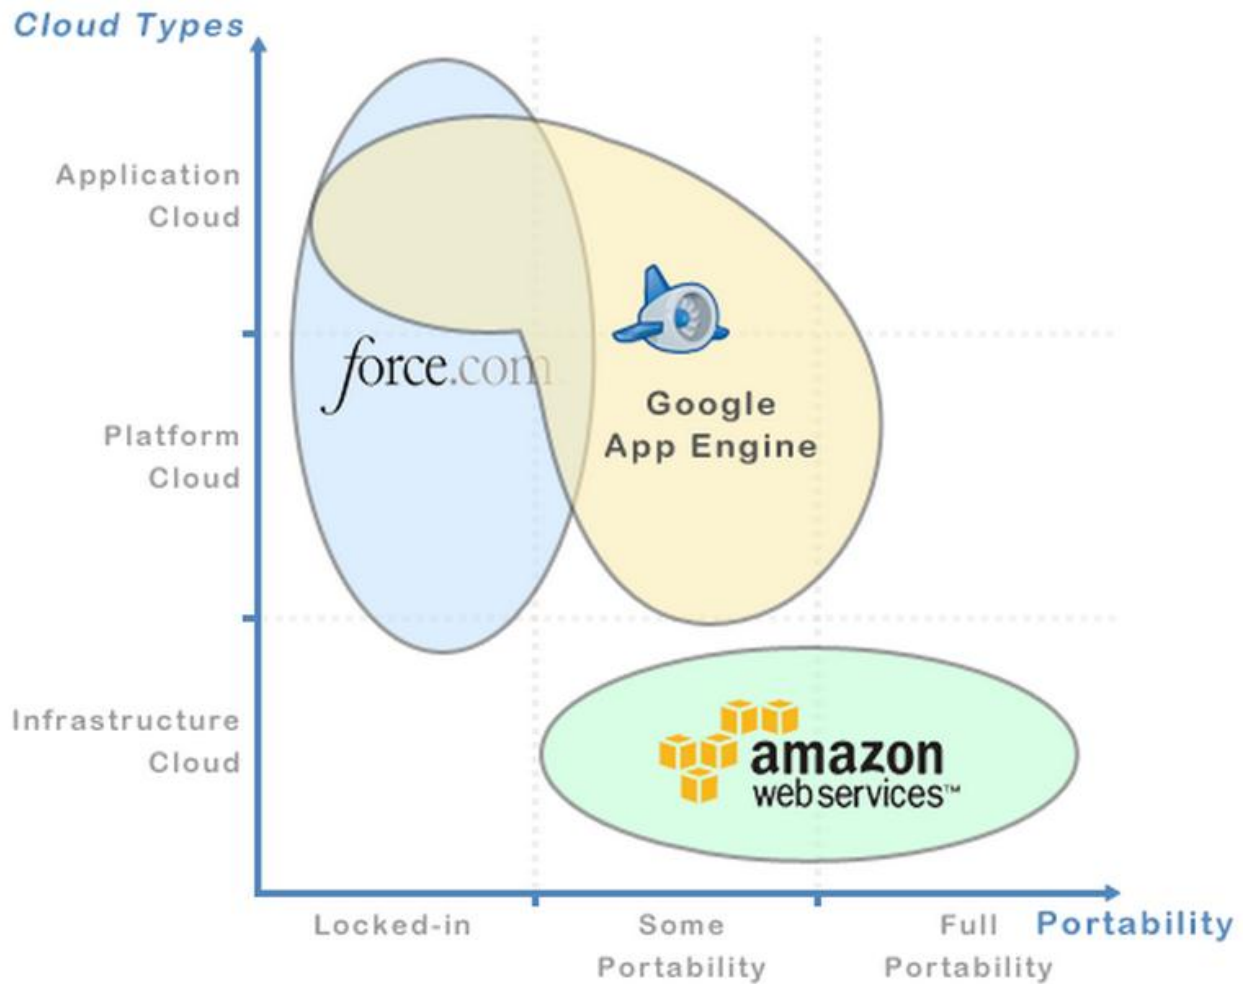 Cloud Types
Application
Cloud
force.com
Google
App Engine
Platform
Cloud
Infrastructure
Cloud
amazon
webservices™
Locked-in
Some
Portability
Full
Portability
Portability